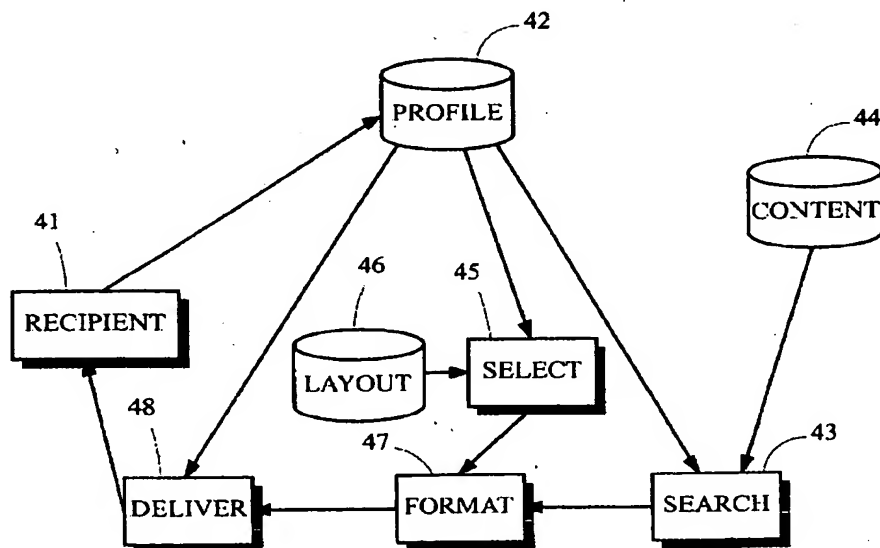 42
PROFILE
44
CONTENT
41
RECIPIENT
46
LAYOUT
45
SELECT
48
DELIVER
47
FORMAT
43
SEARCH